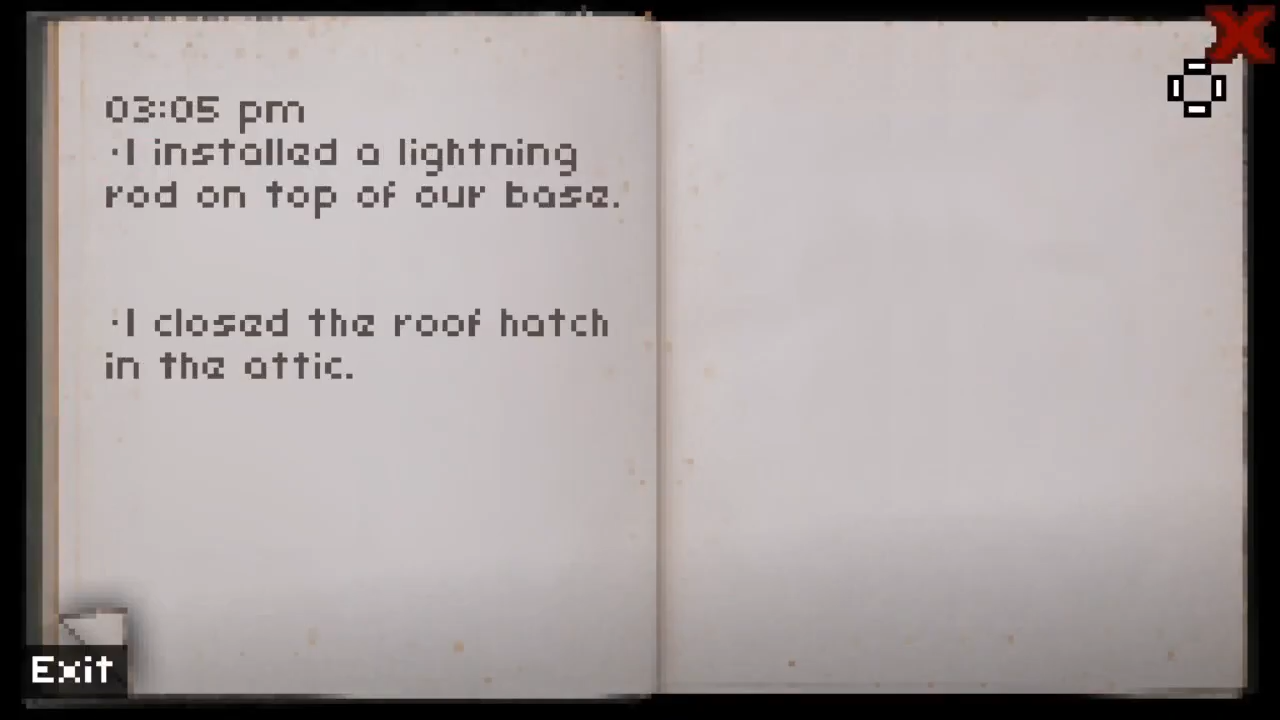 03:05 pm
·I installed a lightning
rod on top of our base.
·I closed the roof hatch
in the attic.
Exit